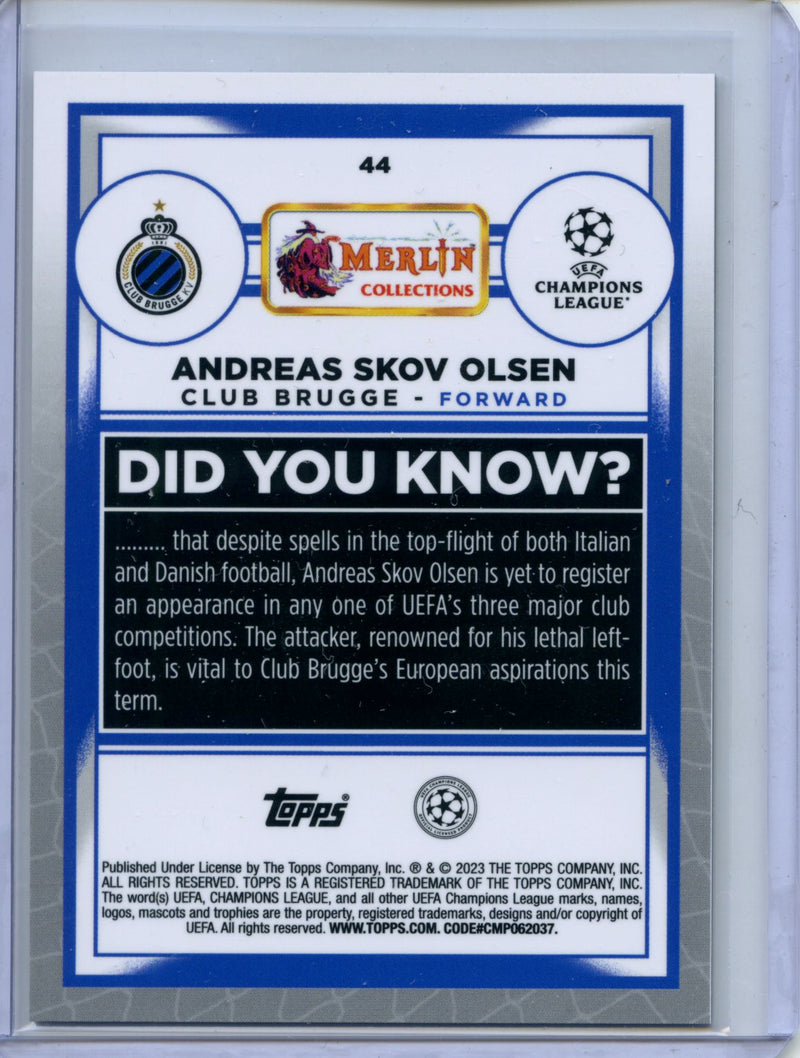 44
1891
CLUB BRUGGE KV
MERLIN
COLLECTIONS
UEFA
CHAMPIONS
LEAGUE®
ANDREAS SKOV OLSEN
CLUB BRUGGE - FORWARD
DID YOU KNOW?
......... that despite spells in the top-flight of both Italian
and Danish football, Andreas Skov Olsen is yet to register
an appearance in any one of UEFA's three major club
competitions. The attacker, renowned for his lethal left-
foot, is vital to Club Brugge's European aspirations this
term.
topps®
Published Under License by The Topps Company, Inc. ® & © 2023 THE TOPPS COMPANY, INC.
ALL RIGHTS RESERVED. TOPPS IS A REGISTERED TRADEMARK OF THE TOPPS COMPANY, INC.
The word(s) UEFA, CHAMPIONS LEAGUE, and all other UEFA Champions League marks, names,
logos, mascots and trophies are the property, registered trademarks, designs and/or copyright of
UEFA. All rights reserved. WWW.TOPPS.COM. CODE#CMP062037.